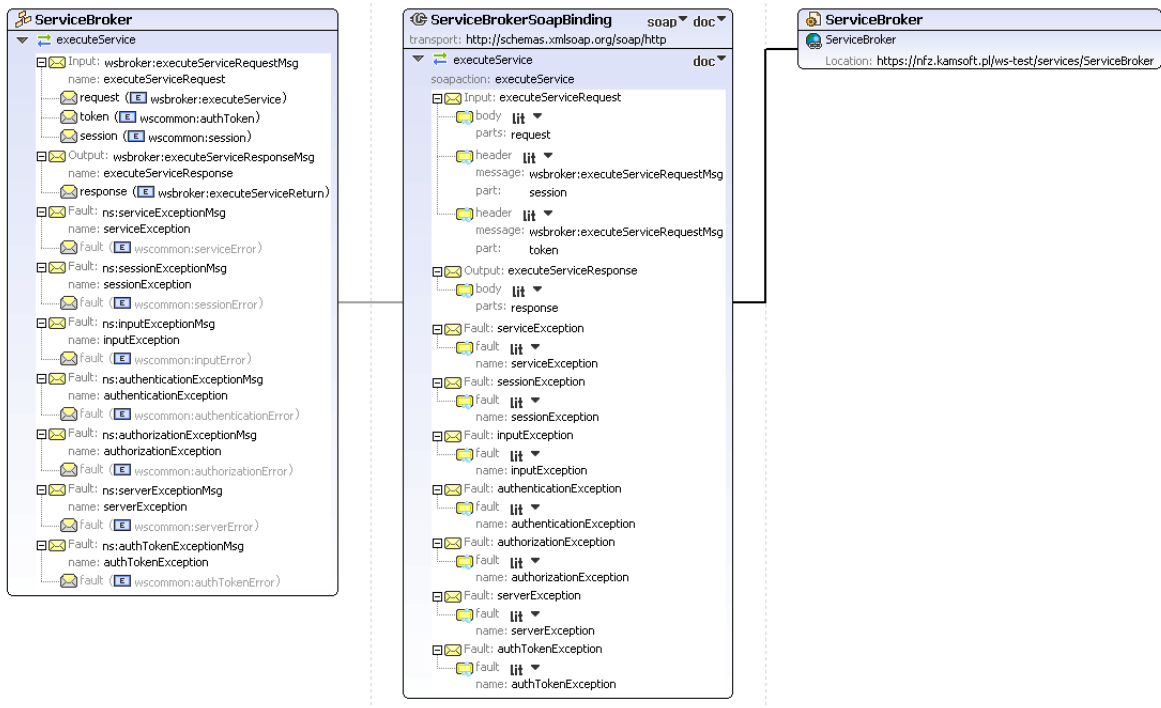 ServiceBroker
executeService
Input: wsbroker:executeServiceRequestMsg
name: executeServiceRequest
request (E wsbroker:executeService)
token (E wscommon:authToken)
session (E wscommon:session)
Output: wsbroker:executeServiceResponseMsg
name: executeServiceResponse
response (E wsbroker:executeServiceReturn)
Fault: ns:serviceExceptionMsg
name: serviceException
fault (E wscommon:serviceError)
Fault: ns:sessionExceptionMsg
name: sessionException
fault (E wscommon:sessionError)
Fault: ns:inputExceptionMsg
name: inputException
fault (E wscommon:inputError)
Fault: ns:authenticationExceptionMsg
name: authenticationException
fault (E wscommon:authenticationError)
Fault: ns:authorizationExceptionMsg
name: authorizationException
fault (E wscommon:authorizationError)
Fault: ns:serverExceptionMsg
name: serverException
fault (E wscommon:serverError)
Fault: ns:authTokenExceptionMsg
name: authTokenException
fault (E wscommon:authTokenError)
ServiceBrokerSoapBinding soap doc
transport: http://schemas.xmlsoap.org/soap/http
executeService doc
soapaction: executeService
Input: executeServiceRequest
body lit
parts: request
header lit
message: wsbroker:executeServiceRequestMsg
part: session
header lit
message: wsbroker:executeServiceRequestMsg
part: token
Output: executeServiceResponse
body lit
parts: response
Fault: serviceException
fault lit
name: serviceException
Fault: sessionException
fault lit
name: sessionException
Fault: inputException
fault lit
name: inputException
Fault: authenticationException
fault lit
name: authenticationException
Fault: authorizationException
fault lit
name: authorizationException
Fault: serverException
fault lit
name: serverException
Fault: authTokenException
fault lit
name: authTokenException
ServiceBroker
ServiceBroker
Location: https://nfz.kamsoft.pl/ws-test/services/ServiceBroker